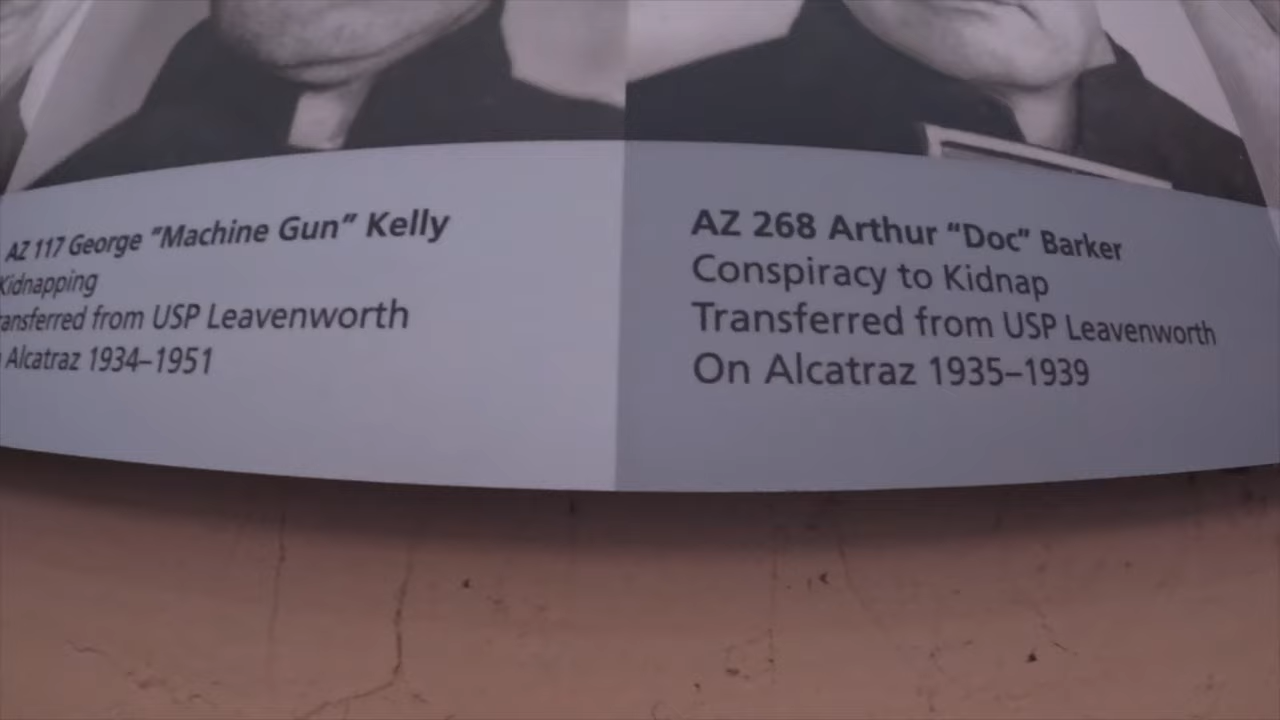 AZ 117 George "Machine Gun" Kelly
Kidnapping
ansferred from USP Leavenworth
Alcatraz 1934–1951
AZ 268 Arthur "Doc" Barker
Conspiracy to Kidnap
Transferred from USP Leavenworth
On Alcatraz 1935–1939